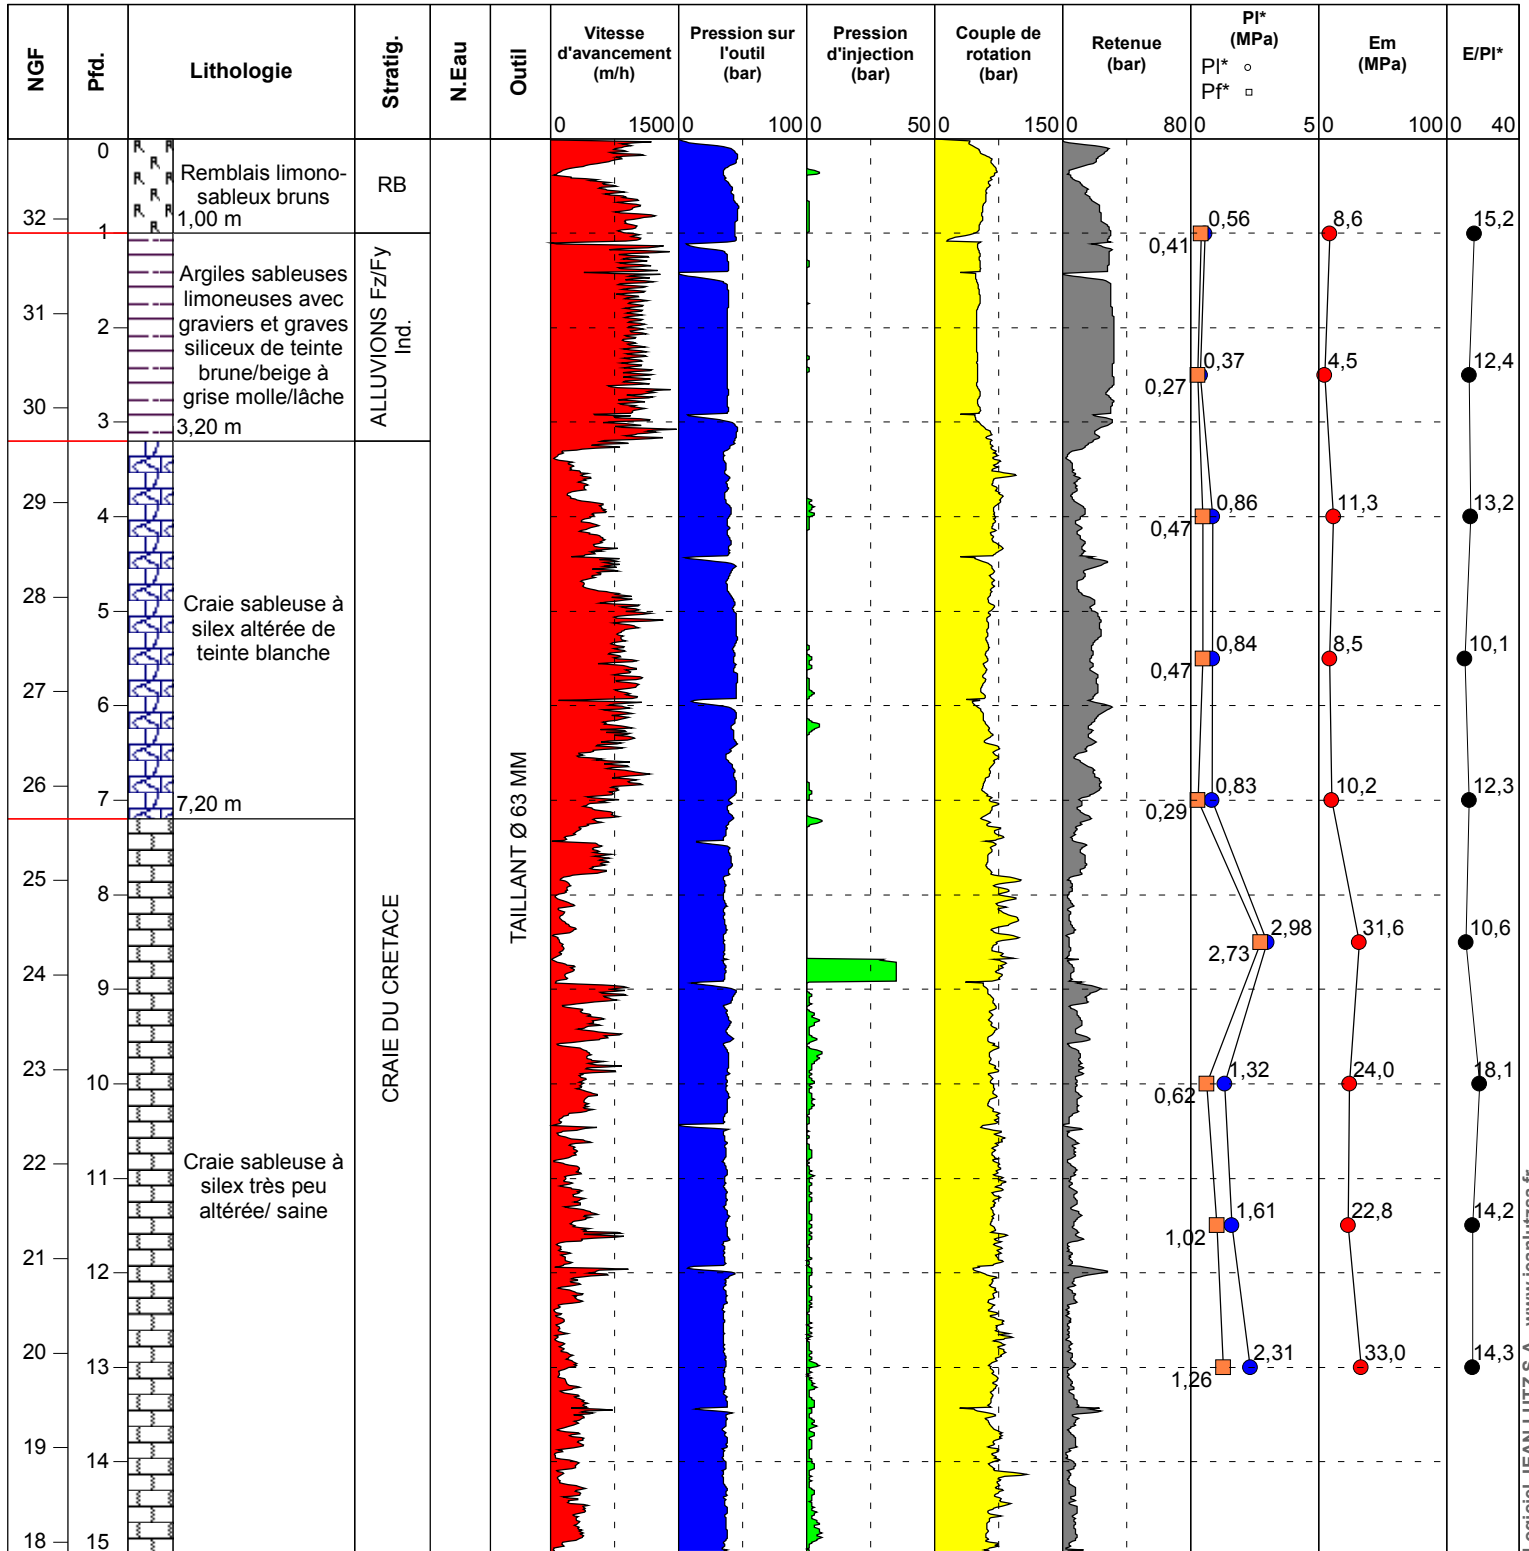 NGF
Pfd.
Lithologie
Stratig.
N.Eau
Outil
Vitesse
d'avancement
(m/h)
Pression sur
l'outil
(bar)
Pression
d'injection
(bar)
Couple de
rotation
(bar)
Retenue
(bar)
Pl*
(MPa)
Pl*
Pf*
Em
(MPa)
E/Pl*
0 1500
0 100
0 50
0 150
0 80
0 5
0 100
0 40
32
31
30
29
28
27
26
25
24
23
22
21
20
19
18
0
1
2
3
4
5
6
7
8
9
10
11
12
13
14
15
Remblais limono-
sableux bruns
1,00 m
Argiles sableuses
limoneuses avec
graviers et graves
siliceux de teinte
brune/beige à
grise molle/lâche
3,20 m
Craie sableuse à
silex altérée de
teinte blanche
7,20 m
Craie sableuse à
silex très peu
altérée/ saine
RB
ALLUVIONS Fz/Fy
Ind.
CRAIE DU CRETACE
TAILLANT Ø 63 MM
0,56
0,41
8,6
15,2
0,37
0,27
4,5
12,4
0,86
0,47
11,3
13,2
0,84
0,47
8,5
10,1
0,83
0,29
10,2
12,3
2,98
2,73
31,6
10,6
1,32
0,62
24,0
18,1
1,61
1,02
22,8
14,2
2,31
1,26
33,0
14,3
Logiciel JEAN LUTZ S.A - www.jeanlutzsa.fr